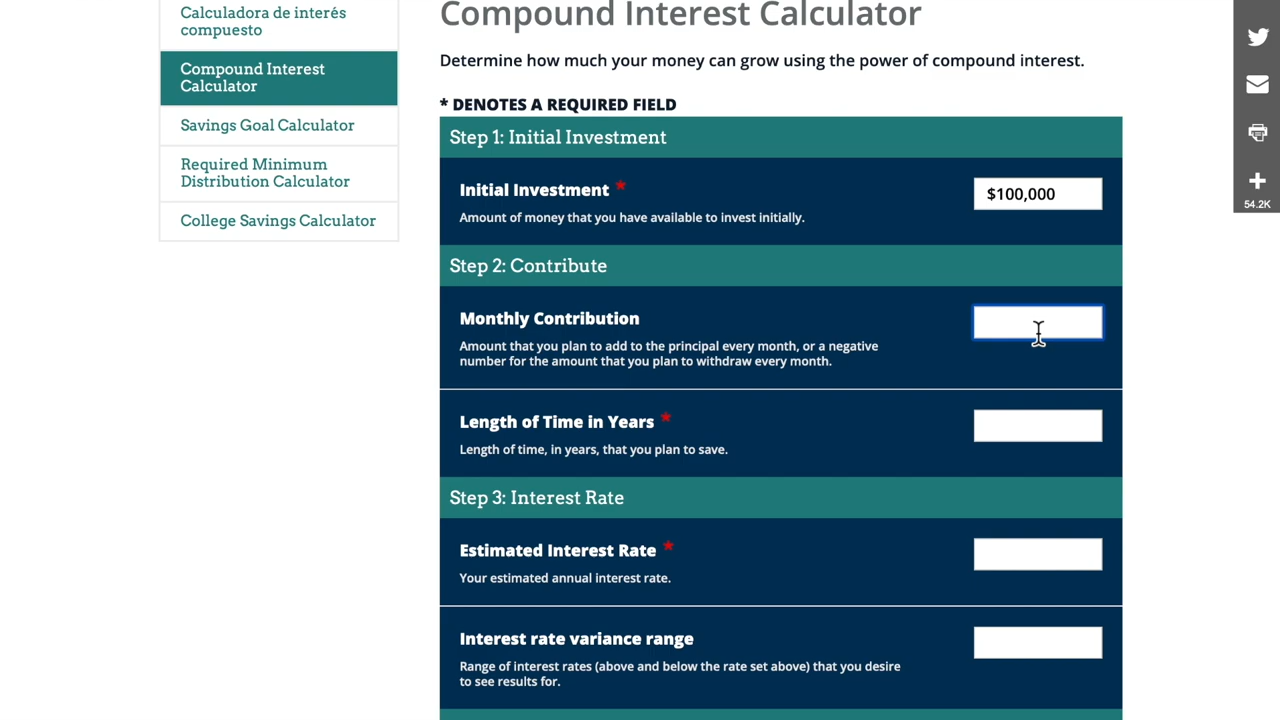 Calculadora de interés
compuesto
Compound Interest
Calculator
Savings Goal Calculator
Required Minimum
Distribution Calculator
College Savings Calculator
Compound Interest Calculator
Determine how much your money can grow using the power of compound interest.
* DENOTES A REQUIRED FIELD
Step 1: Initial Investment
Initial Investment *
$100,000
Amount of money that you have available to invest initially.
Step 2: Contribute
Monthly Contribution
Amount that you plan to add to the principal every month, or a negative
number for the amount that you plan to withdraw every month.
Length of Time in Years *
Length of time, in years, that you plan to save.
Step 3: Interest Rate
Estimated Interest Rate *
Your estimated annual interest rate.
Interest rate variance range
Range of interest rates (above and below the rate set above) that you desire
to see results for.
54.2K